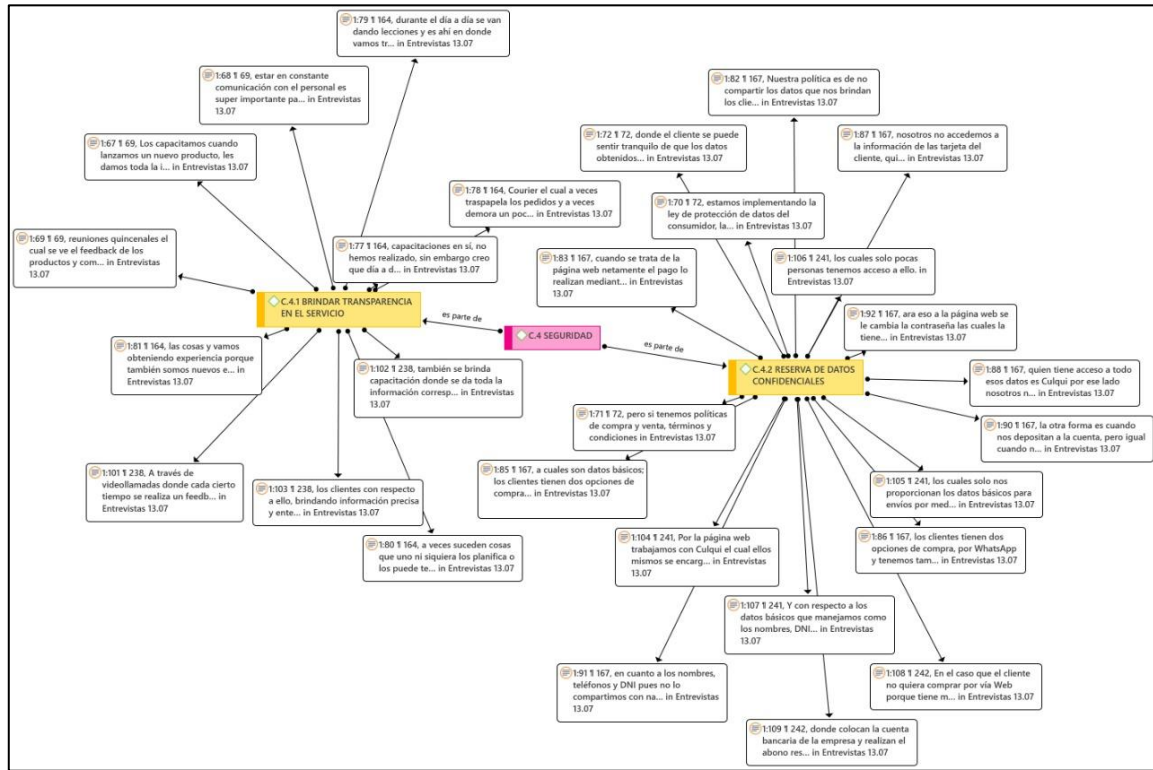 1:79 ¶ 164, durante el día a día se van
dando lecciones y es ahí en donde
vamos tr... in Entrevistas 13.07
1:68 ¶ 69, estar en constante
comunicación con el personal es
super importante pa... in Entrevistas
13.07
1:67 ¶ 69, Los capacitamos cuando
lanzamos un nuevo producto, les
damos toda la i... in Entrevistas 13.07
1:78 ¶ 164, Courier el cual a veces
traspapela los pedidos y a veces
demora un poc... in Entrevistas 13.07
1:69 ¶ 69, reuniones quincenales el
cual se ve el feedback de los
productos y com... in Entrevistas
13.07
1:77 ¶ 164, capacitaciones en sí, no
hemos realizado, sin embargo creo
que día a d... in Entrevistas 13.07
C.4.1 BRINDAR TRANSPARENCIA
EN EL SERVICIO
es parte de
C.4 SEGURIDAD
es parte de
1:81 ¶ 164, las cosas y vamos
obteniendo experiencia porque
también somos nuevos e... in
Entrevistas 13.07
1:102 ¶ 238, también se brinda
capacitación donde se da toda la
información corresp... in Entrevistas
13.07
1:101 ¶ 238, A través de
videollamadas donde cada cierto
tiempo se realiza un feedb... in
Entrevistas 13.07
1:103 ¶ 238, los clientes con respecto
a ello, brindando información precisa
y ente... in Entrevistas 13.07
1:80 ¶ 164, a veces suceden cosas
que uno ni siquiera los planifica o
los puede te... in Entrevistas 13.07
1:82 ¶ 167, Nuestra política es de no
compartir los datos que nos brindan
los clie... in Entrevistas 13.07
1:72 ¶ 72, donde el cliente se puede
sentir tranquilo de que los datos
obtenidos... in Entrevistas 13.07
1:87 ¶ 167, nosotros no accedemos a
la información de las tarjeta del
cliente, qui... in Entrevistas 13.07
1:70 ¶ 72, estamos implementando la
ley de protección de datos del
consumidor, la... in Entrevistas 13.07
1:83 ¶ 167, cuando se trata de la
página web netamente el pago lo
realizan mediant... in Entrevistas
13.07
1:106 ¶ 241, los cuales solo pocas
personas tenemos acceso a ello. in
Entrevistas 13.07
1:92 ¶ 167, ara eso a la página web se
le cambia la contraseña las cuales la
tiene... in Entrevistas 13.07
C.4.2 RESERVA DE DATOS
CONFIDENCIALES
1:88 ¶ 167, quien tiene acceso a todo
esos datos es Culqui por ese lado
nosotros n... in Entrevistas 13.07
1:71 ¶ 72, pero si tenemos políticas
de compra y venta, términos y
condiciones in Entrevistas 13.07
1:90 ¶ 167, la otra forma es cuando
nos depositan a la cuenta, pero igual
cuando n... in Entrevistas 13.07
1:85 ¶ 167, a cuales son datos básicos;
los clientes tienen dos opciones de
compra... in Entrevistas 13.07
1:105 ¶ 241, los cuales solo nos
proporcionan los datos básicos para
envíos por med... in Entrevistas 13.07
1:104 ¶ 241, Por la página web
trabajamos con Culqui el cual ellos
mismos se encarg... in Entrevistas
13.07
1:86 ¶ 167, los clientes tienen dos
opciones de compra, por WhatsApp
y tenemos tam... in Entrevistas
13.07
1:107 ¶ 241, Y con respecto a los
datos básicos que manejamos como
los nombres, DNI... in Entrevistas
13.07
1:91 ¶ 167, en cuanto a los nombres,
teléfonos y DNI pues no lo
compartimos con na... in Entrevistas
13.07
1:108 ¶ 242, En el caso que el cliente
no quiera comprar por vía Web
porque tiene m... in Entrevistas
13.07
1:109 ¶ 242, donde colocan la cuenta
bancaria de la empresa y realizan el
abono res... in Entrevistas 13.07